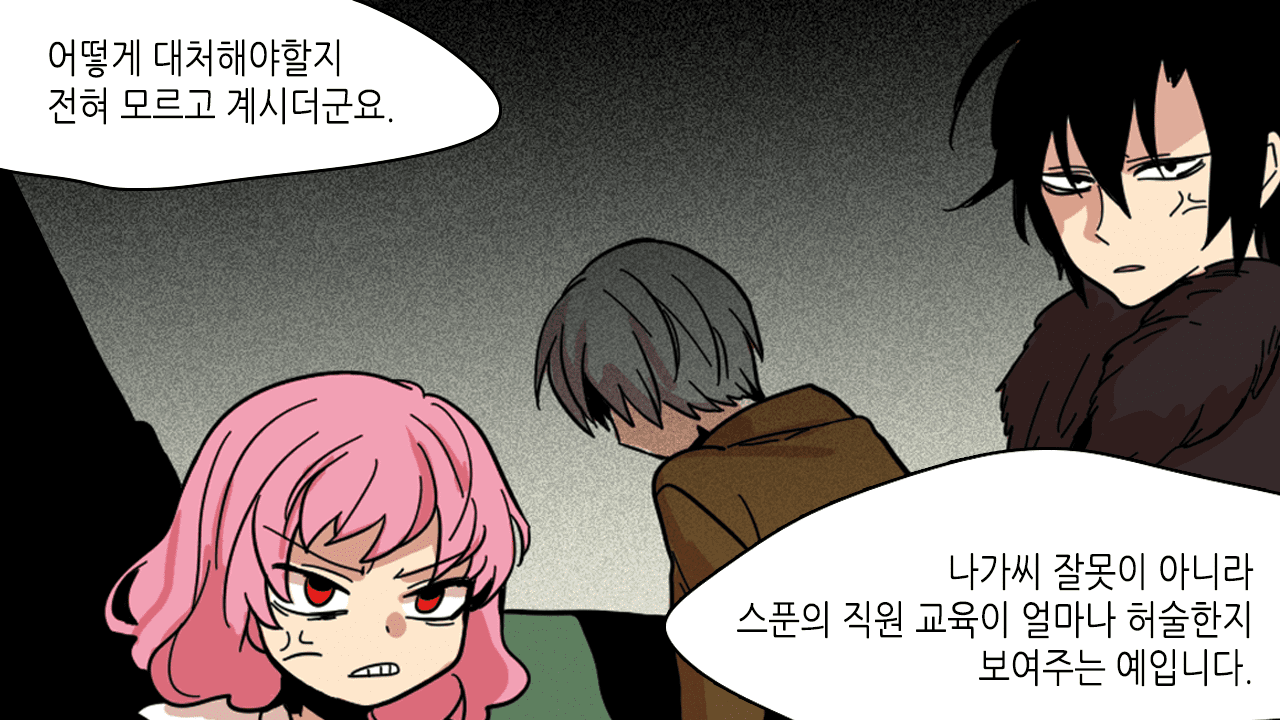 어떻게 대처해야할지
전혀 모르고 계시더군요.
나가씨 잘못이 아니라
스푼의 직원 교육이 얼마나 허술한지
보여주는 예입니다.